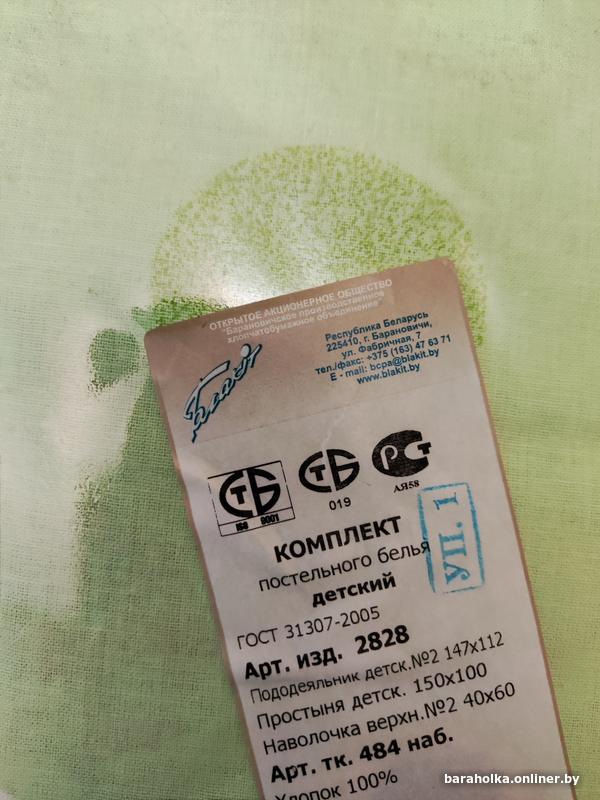 ОТКРЫТОЕ АКЦИОНЕРНОЕ ОБЩЕСТВО
"Барановичское производственное
хлопчатобумажное объединение"
Блакiт
Республика Беларусь
225410, г. Барановичи,
ул. Фабричная, 7
тел./факс: +375 (163) 47 63 71
E - mail: bcpa@blakit.by
www.blakit.by
СТБ
ISO 9001
СТБ
019
РСТ
АЯ58
УП. 1
КОМПЛЕКТ
постельного белья
детский
ГОСТ 31307-2005
Арт. изд. 2828
Пододеяльник детск.№2 147х112
Простыня детск. 150х100
Наволочка верхн.№2 40х60
Арт. тк. 484 наб.
Хлопок 100%
baraholka.onliner.by